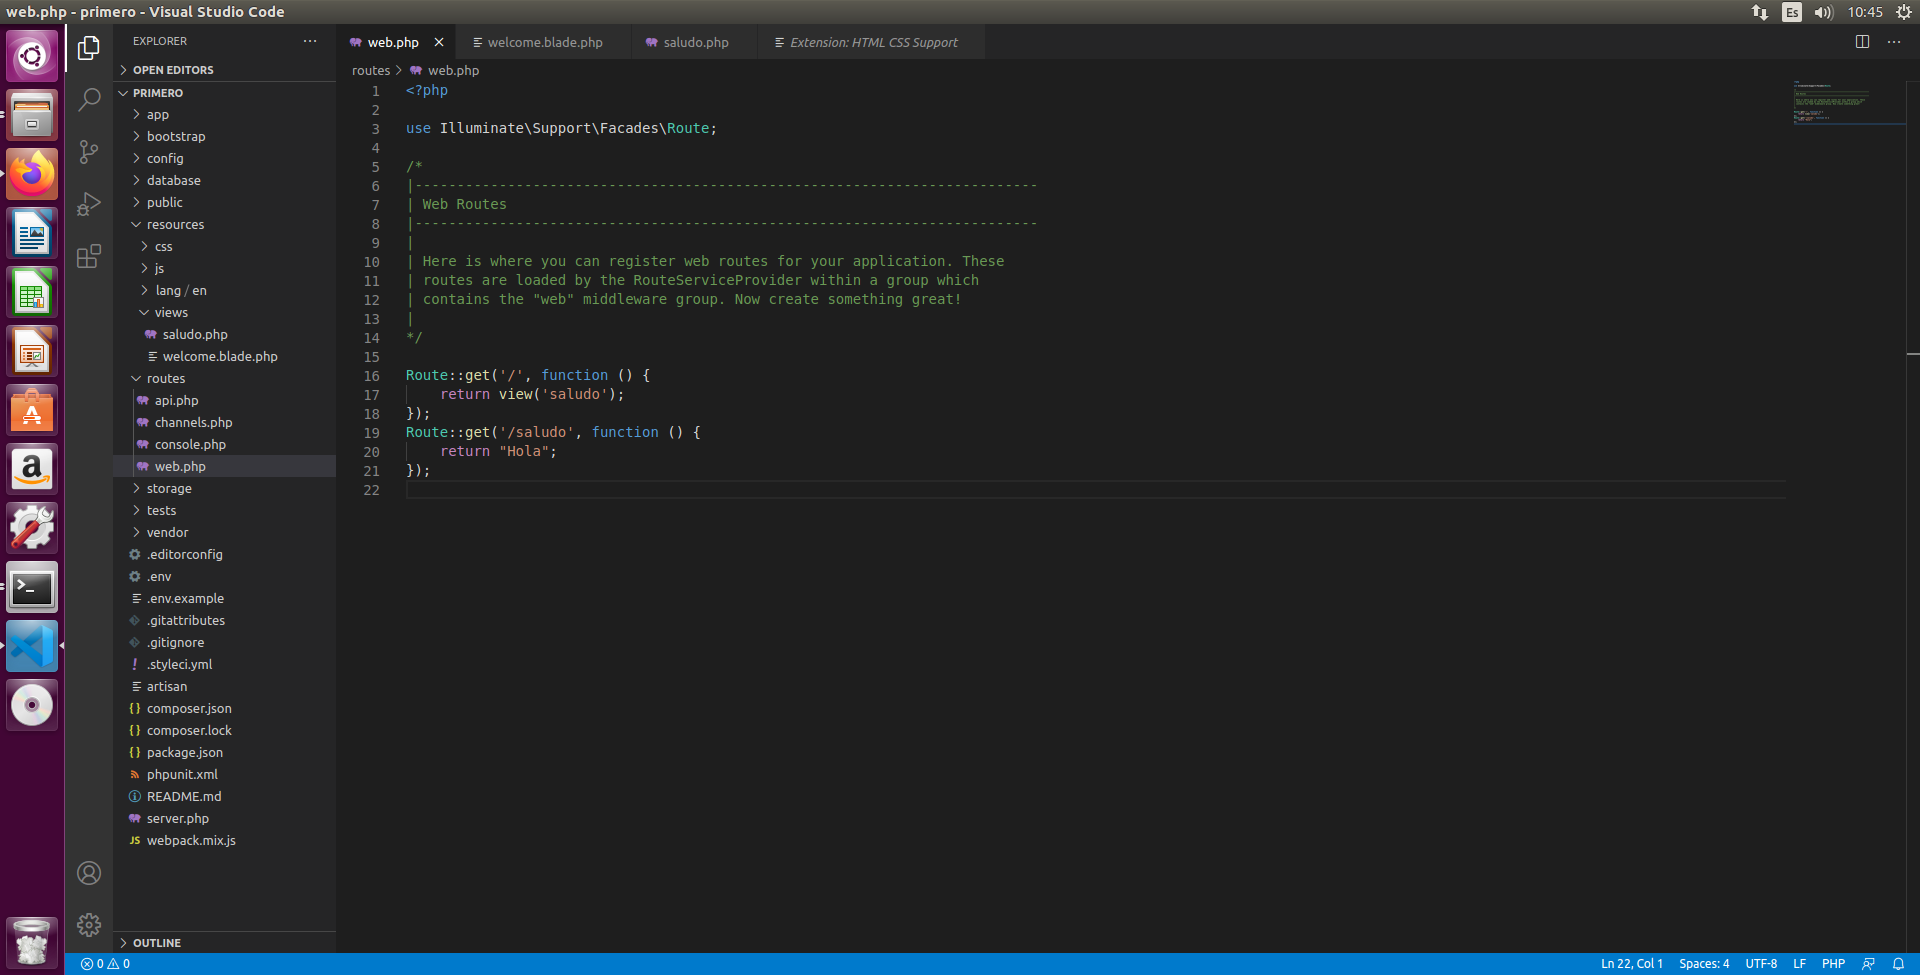 web.php - primero - Visual Studio Code
Es
10:45
EXPLORER
OPEN EDITORS
PRIMERO
app
bootstrap
config
database
public
resources
css
js
lang / en
views
saludo.php
welcome.blade.php
routes
api.php
channels.php
console.php
web.php
storage
tests
vendor
.editorconfig
.env
.env.example
.gitattributes
.gitignore
.styleci.yml
artisan
composer.json
composer.lock
package.json
phpunit.xml
README.md
server.php
JS webpack.mix.js
OUTLINE
web.php
welcome.blade.php
saludo.php
Extension: HTML CSS Support
routes > web.php
1 <?php
2
3 use Illuminate\Support\Facades\Route;
4
5 /*
6 |--------------------------------------------------------------------------
7 | Web Routes
8 |--------------------------------------------------------------------------
9 |
10 | Here is where you can register web routes for your application. These
11 | routes are loaded by the RouteServiceProvider within a group which
12 | contains the "web" middleware group. Now create something great!
13 |
14 */
15
16 Route::get('/', function () {
17     return view('saludo');
18 });
19 Route::get('/saludo', function () {
20     return "Hola";
21 });
22
0 0
Ln 22, Col 1 Spaces: 4 UTF-8 LF PHP